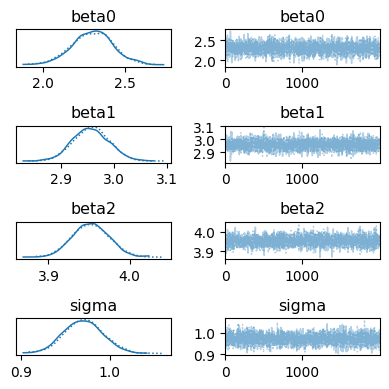 beta0 beta0
2.5
2.0
2.0 2.5 0 1000
beta1 beta1
3.1
3.0
2.9
2.9 3.0 3.1 0 1000
beta2 beta2
4.0
3.9
3.9 4.0 0 1000
sigma sigma
1.0
0.9
0.9 1.0 0 1000